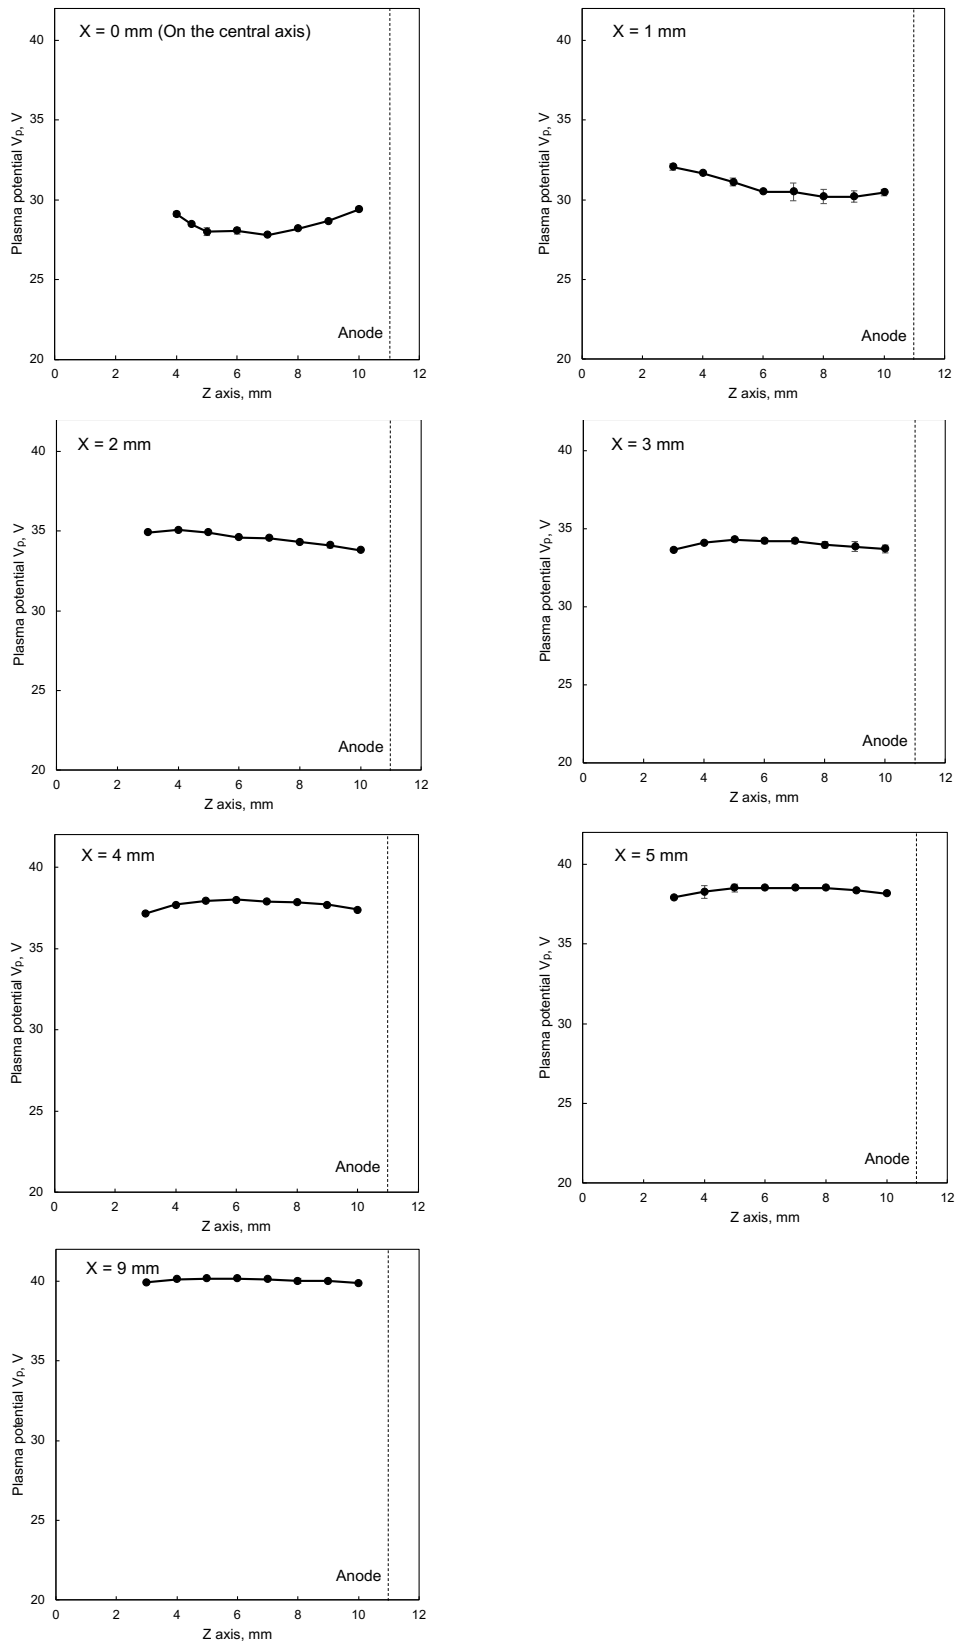 X = 0 mm (On the central axis)
Plasma potential Vp, V
40
35
30
25
20
Anode
0 2 4 6 8 10 12
Z axis, mm
X = 1 mm
Plasma potential Vp, V
40
35
30
25
20
Anode
0 2 4 6 8 10 12
Z axis, mm
X = 2 mm
Plasma potential Vp, V
40
35
30
25
20
Anode
0 2 4 6 8 10 12
Z axis, mm
X = 3 mm
Plasma potential Vp, V
40
35
30
25
20
Anode
0 2 4 6 8 10 12
Z axis, mm
X = 4 mm
Plasma potential Vp, V
40
35
30
25
20
Anode
0 2 4 6 8 10 12
Z axis, mm
X = 5 mm
Plasma potential Vp, V
40
35
30
25
20
Anode
0 2 4 6 8 10 12
Z axis, mm
X = 9 mm
Plasma potential Vp, V
40
35
30
25
20
Anode
0 2 4 6 8 10 12
Z axis, mm